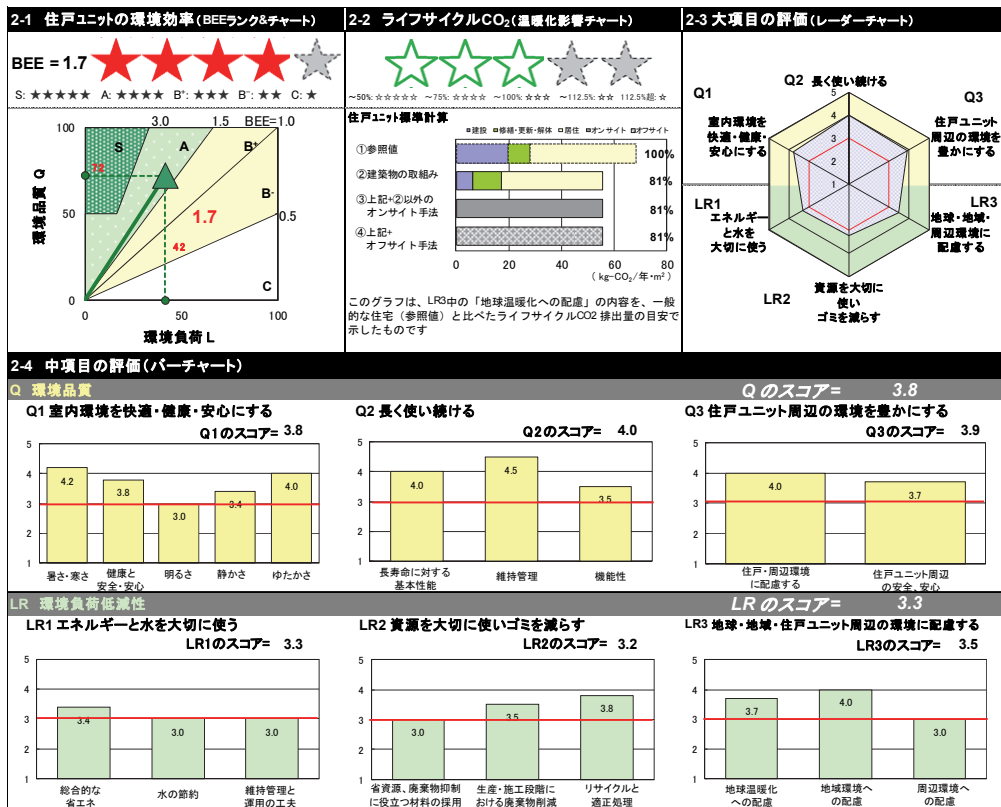 2-1 住戸ユニットの環境効率(BEEランク&チャート)
BEE = 1.7
S: ★★★★★ A: ★★★★ B⁺: ★★★ B⁻: ★★ C: ★
3.0 1.5 BEE=1.0
100
S
A
B⁺
72
環境品質 Q
50
B⁻
1.7
0.5
42
C
0
0 50 100
環境負荷 L
2-2 ライフサイクルCO₂(温暖化影響チャート)
~50%: ☆☆☆☆☆ ~75%: ☆☆☆☆ ~100%: ☆☆☆ ~112.5%: ☆☆ 112.5%超: ☆
住戸ユニット標準計算
■建設 ■修繕・更新・解体 □居住 ■オンサイト ■オフサイト
①参照値 100%
②建築物の取組み 81%
③上記+②以外の
オンサイト手法 81%
④上記+
オフサイト手法 81%
0 20 40 60 80
( kg-CO₂/年・m² )
このグラフは、LR3中の「地球温暖化への配慮」の内容を、一般
的な住宅(参照値)と比べたライフサイクルCO2 排出量の目安で
示したものです
2-3 大項目の評価(レーダーチャート)
Q2 長く使い続ける
Q1
室内環境を
快適・健康・
安心にする
Q3
住戸ユニット
周辺の環境を
豊かにする
5
4
3
2
1
LR1
エネルギー
と水を
大切に使う
LR3
地球・地域・
周辺環境に
配慮する
LR2
資源を大切に
使い
ゴミを減らす
2-4 中項目の評価(バーチャート)
Q 環境品質 Q のスコア= 3.8
Q1 室内環境を快適・健康・安心にする
Q1のスコア= 3.8
5
4
3
2
1
4.2 3.8 3.0 3.4 4.0
暑さ・寒さ 健康と
安全・安心 明るさ 静かさ ゆたかさ
Q2 長く使い続ける
Q2のスコア= 4.0
5
4
3
2
1
4.0 4.5 3.5
長寿命に対する
基本性能 維持管理 機能性
Q3 住戸ユニット周辺の環境を豊かにする
Q3のスコア= 3.9
5
4
3
2
1
4.0 3.7
住戸・周辺環境
に配慮する 住戸ユニット周辺
の安全、安心
LR 環境負荷低減性 LR のスコア= 3.3
LR1 エネルギーと水を大切に使う
LR1のスコア= 3.3
5
4
3
2
1
3.4 3.0 3.0
総合的な
省エネ 水の節約 維持管理と
運用の工夫
LR2 資源を大切に使いゴミを減らす
LR2のスコア= 3.2
5
4
3
2
1
3.0 3.5 3.8
省資源、廃棄物抑制
に役立つ材料の採用 生産・施工段階に
おける廃棄物削減 リサイクルと
適正処理
LR3 地球・地域・住戸ユニット周辺の環境に配慮する
LR3のスコア= 3.5
5
4
3
2
1
3.7 4.0 3.0
地球温暖化
への配慮 地域環境へ
の配慮 周辺環境へ
の配慮